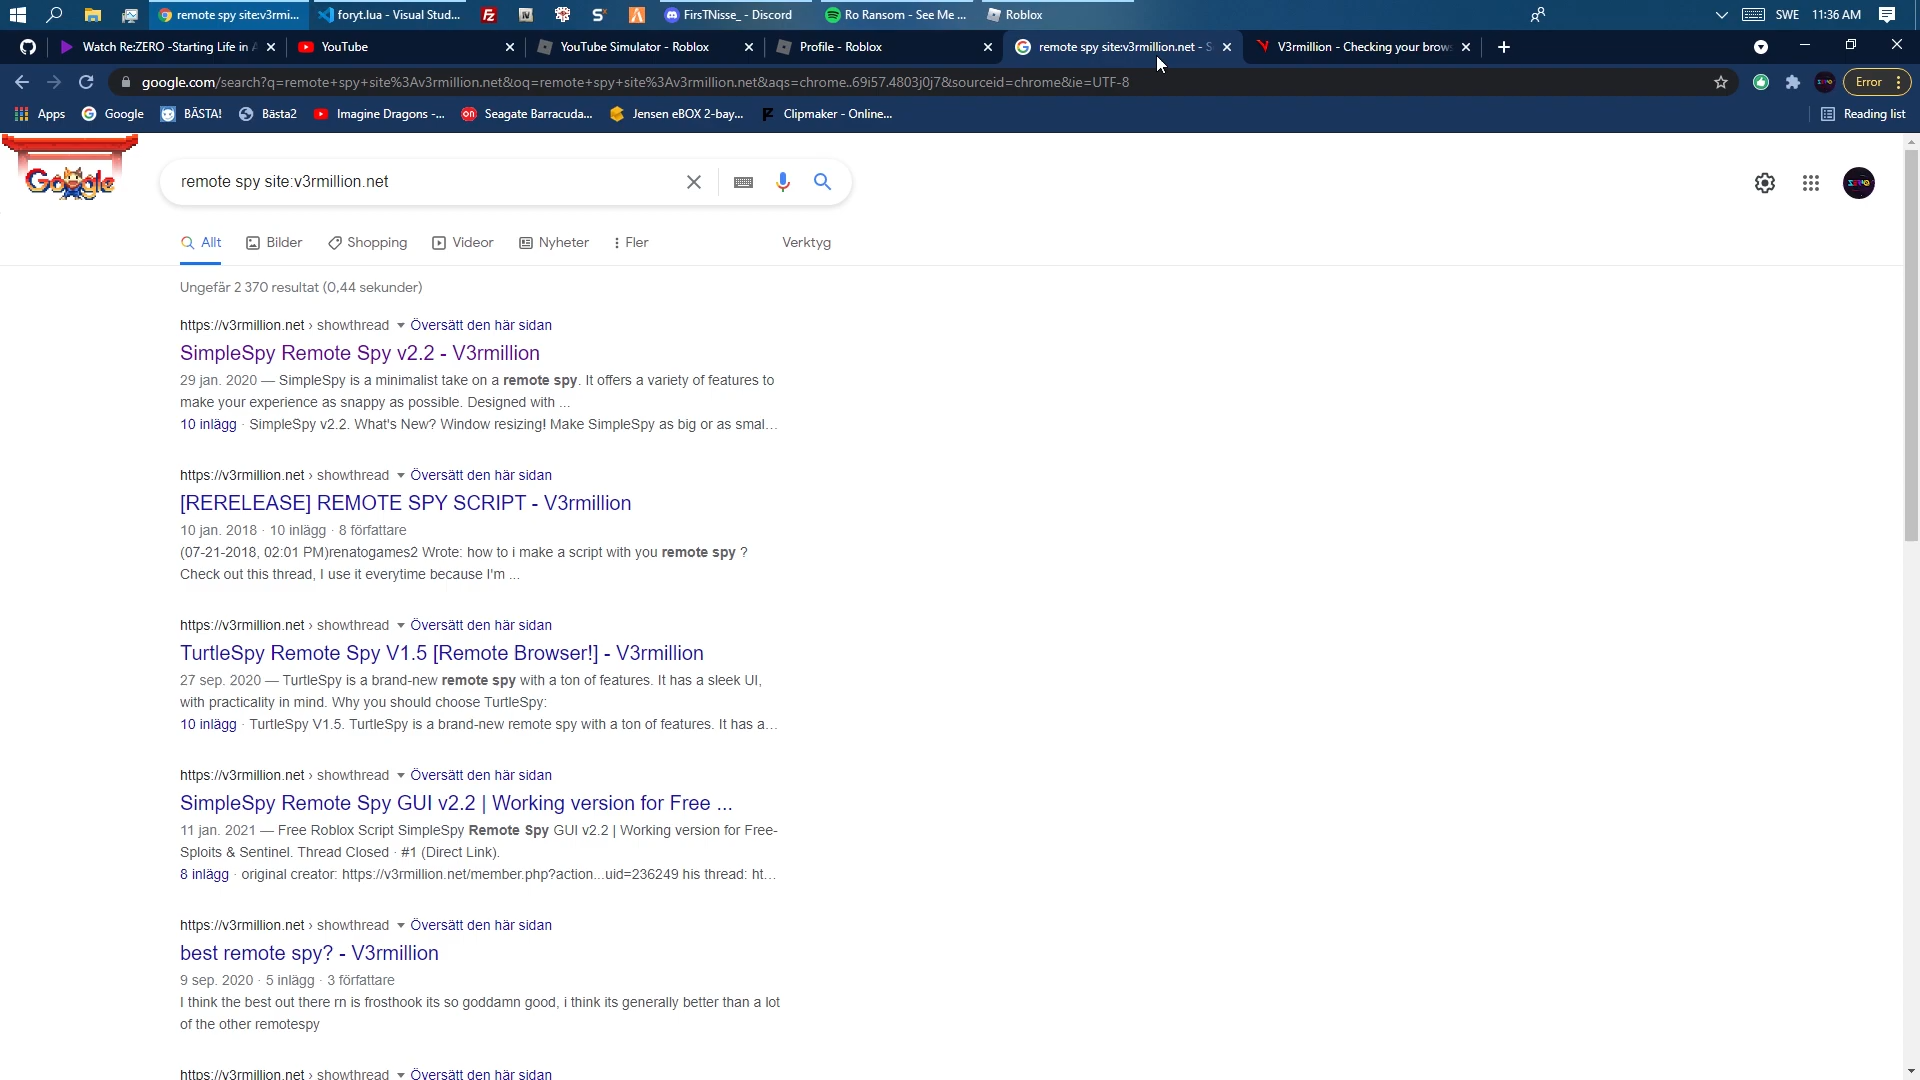 remote spy site:v3rmi...
foryt.lua - Visual Stud...
FirsTNisse_ - Discord
Ro Ransom - See Me ...
Roblox
SWE
11:36 AM
Watch Re:ZERO -Starting Life in A
YouTube
YouTube Simulator - Roblox
Profile - Roblox
remote spy site:v3rmillion.net - S
V3rmillion - Checking your brows
google.com/search?q=remote+spy+site%3Av3rmillion.net&oq=remote+spy+site%3Av3rmillion.net&aqs=chrome..69i57.4803j0j7&sourceid=chrome&ie=UTF-8
Error
Apps
Google
BÄSTA!
Bästa2
Imagine Dragons -...
Seagate Barracuda...
Jensen eBOX 2-bay...
Clipmaker - Online...
Reading list
Google
remote spy site:v3rmillion.net
Allt
Bilder
Shopping
Videor
Nyheter
Fler
Verktyg
Ungefär 2 370 resultat (0,44 sekunder)
https://v3rmillion.net › showthread Översätt den här sidan
SimpleSpy Remote Spy v2.2 - V3rmillion
29 jan. 2020 — SimpleSpy is a minimalist take on a remote spy. It offers a variety of features to
make your experience as snappy as possible. Designed with ...
10 inlägg · SimpleSpy v2.2. What's New? Window resizing! Make SimpleSpy as big or as smal...
https://v3rmillion.net › showthread Översätt den här sidan
[RERELEASE] REMOTE SPY SCRIPT - V3rmillion
10 jan. 2018 · 10 inlägg · 8 författare
(07-21-2018, 02:01 PM)renatogames2 Wrote: how to i make a script with you remote spy ?
Check out this thread, I use it everytime because I'm ...
https://v3rmillion.net › showthread Översätt den här sidan
TurtleSpy Remote Spy V1.5 [Remote Browser!] - V3rmillion
27 sep. 2020 — TurtleSpy is a brand-new remote spy with a ton of features. It has a sleek UI,
with practicality in mind. Why you should choose TurtleSpy:
10 inlägg · TurtleSpy V1.5. TurtleSpy is a brand-new remote spy with a ton of features. It has a...
https://v3rmillion.net › showthread Översätt den här sidan
SimpleSpy Remote Spy GUI v2.2 | Working version for Free ...
11 jan. 2021 — Free Roblox Script SimpleSpy Remote Spy GUI v2.2 | Working version for Free-
Sploits & Sentinel. Thread Closed · #1 (Direct Link).
8 inlägg · original creator: https://v3rmillion.net/member.php?action...uid=236249 his thread: ht...
https://v3rmillion.net › showthread Översätt den här sidan
best remote spy? - V3rmillion
9 sep. 2020 · 5 inlägg · 3 författare
I think the best out there rn is frosthook its so goddamn good, i think its generally better than a lot
of the other remotespy
https://v3rmillion.net › showthread Översätt den här sidan